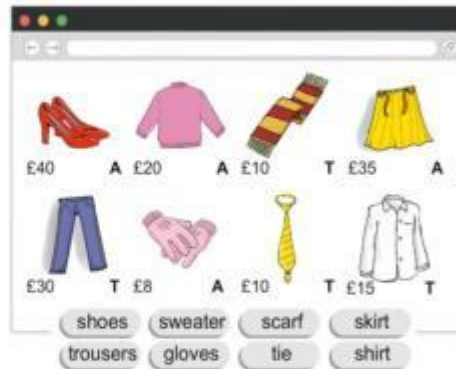 £40 A £20 A £10 T £35 A
£30 T £8 A £10 T £15 T
shoes sweater scarf skirt
trousers gloves tie shirt